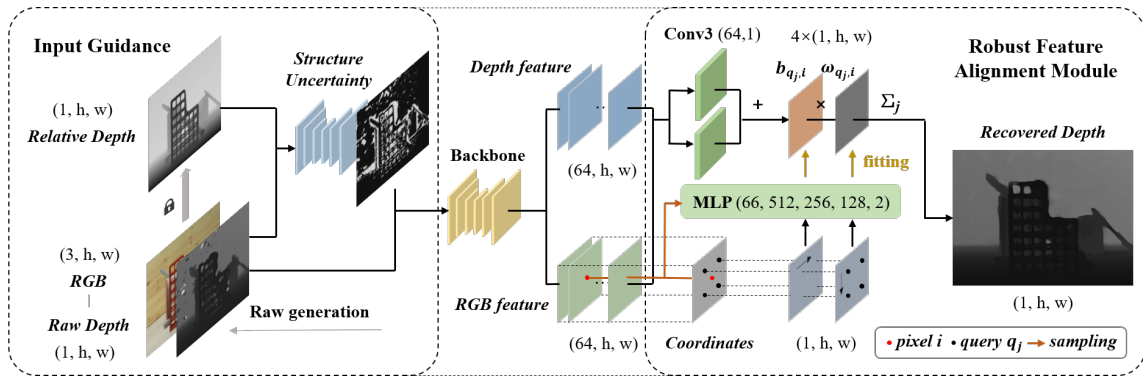 Input Guidance
(1, h, w)
Relative Depth
Structure
Uncertainty
(3, h, w)
RGB
Raw Depth
(1, h, w)
Raw generation
Backbone
Depth feature
(64, h, w)
RGB feature
(64, h, w)
Conv3 (64,1)
4×(1, h, w)
b_{q_j,i}
×
ω_{q_j,i}
+
Σ_j
fitting
MLP (66, 512, 256, 128, 2)
Coordinates
(1, h, w)
Robust Feature
Alignment Module
Recovered Depth
(1, h, w)
pixel i
query q_j
sampling